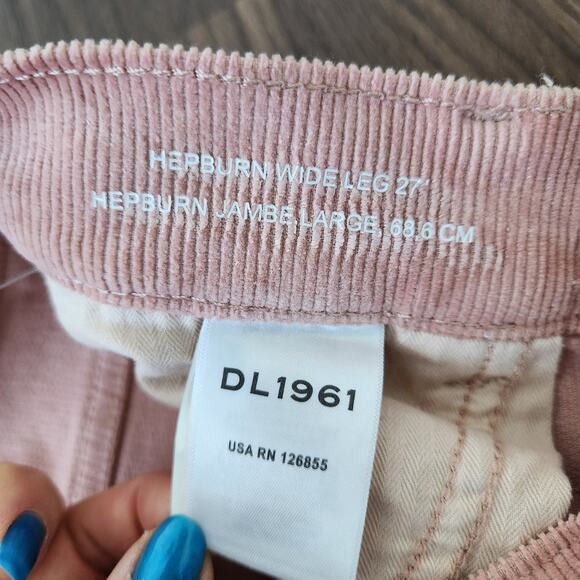 HEPBURN WIDE LEG 27"
HEPBURN JAMBE LARGE, 68.6 CM
DL1961
USA RN 126855